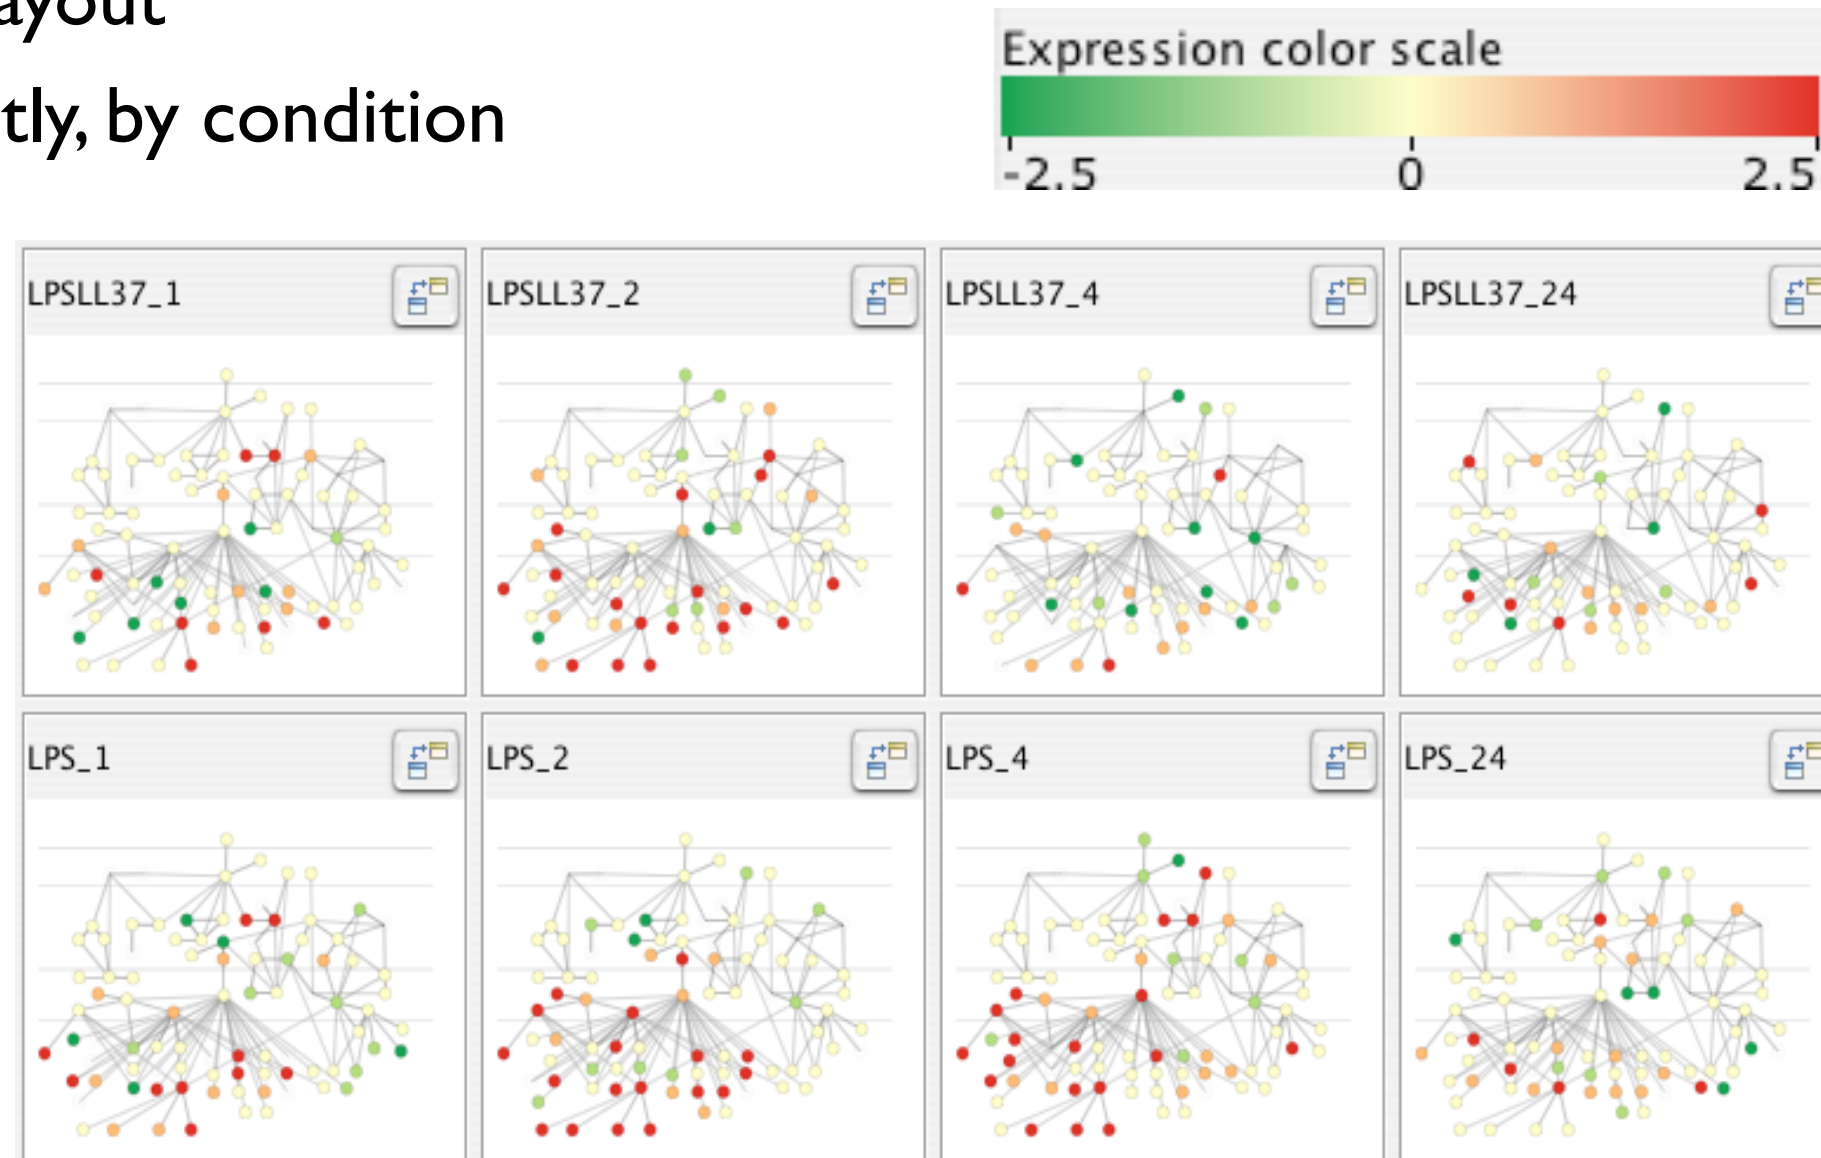 ayout
tly, by condition
Expression color scale
-2.5 0 2.5
LPSLL37_1 LPSLL37_2 LPSLL37_4 LPSLL37_24
LPS_1 LPS_2 LPS_4 LPS_24